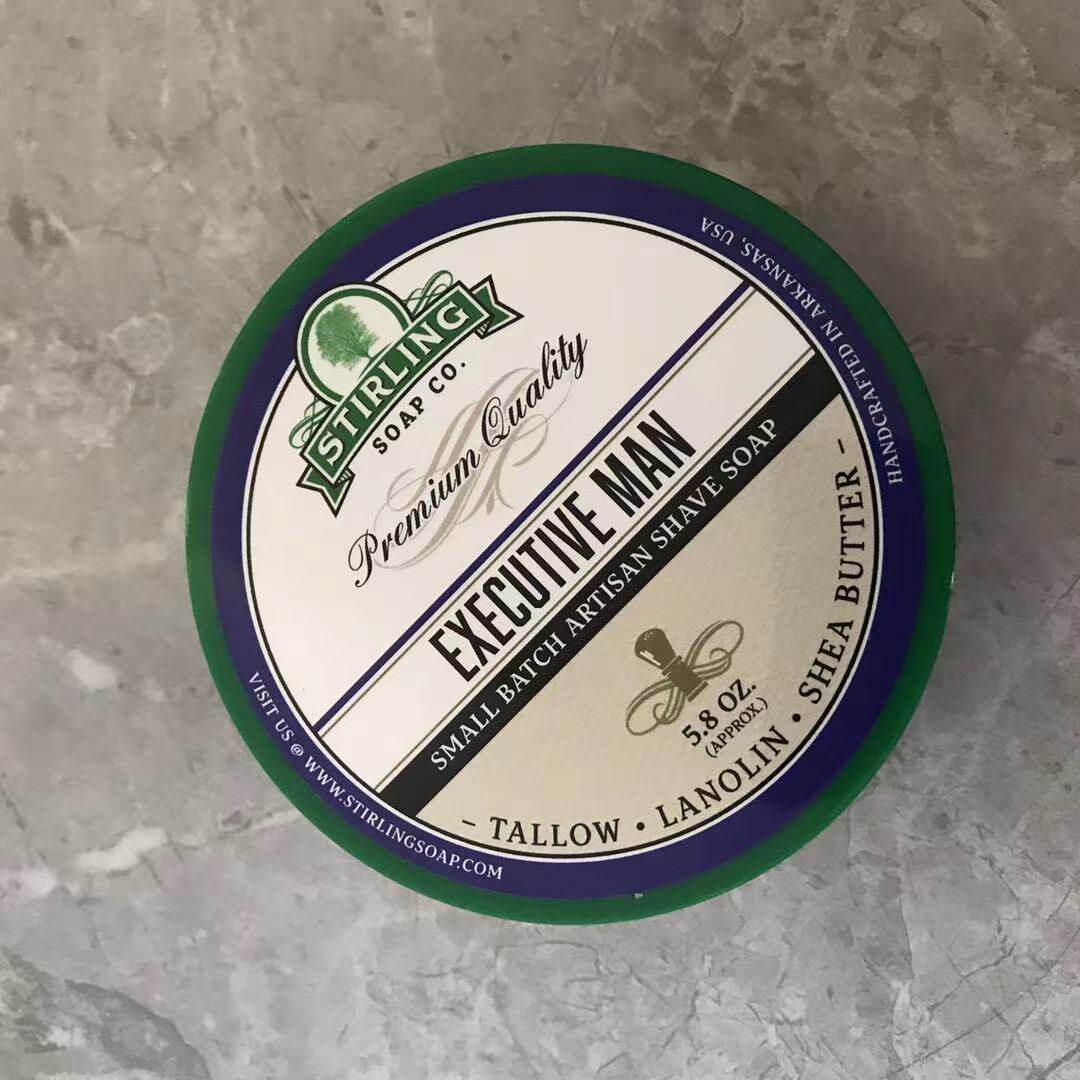 STIRLING
SOAP CO.
Premium Quality
EXECUTIVE MAN
SMALL BATCH ARTISAN SHAVE SOAP
5.8 OZ.
(APPROX.)
– TALLOW • LANOLIN • SHEA BUTTER –
HANDCRAFTED IN ARKANSAS, USA
VISIT US @ WWW.STIRLINGSOAP.COM